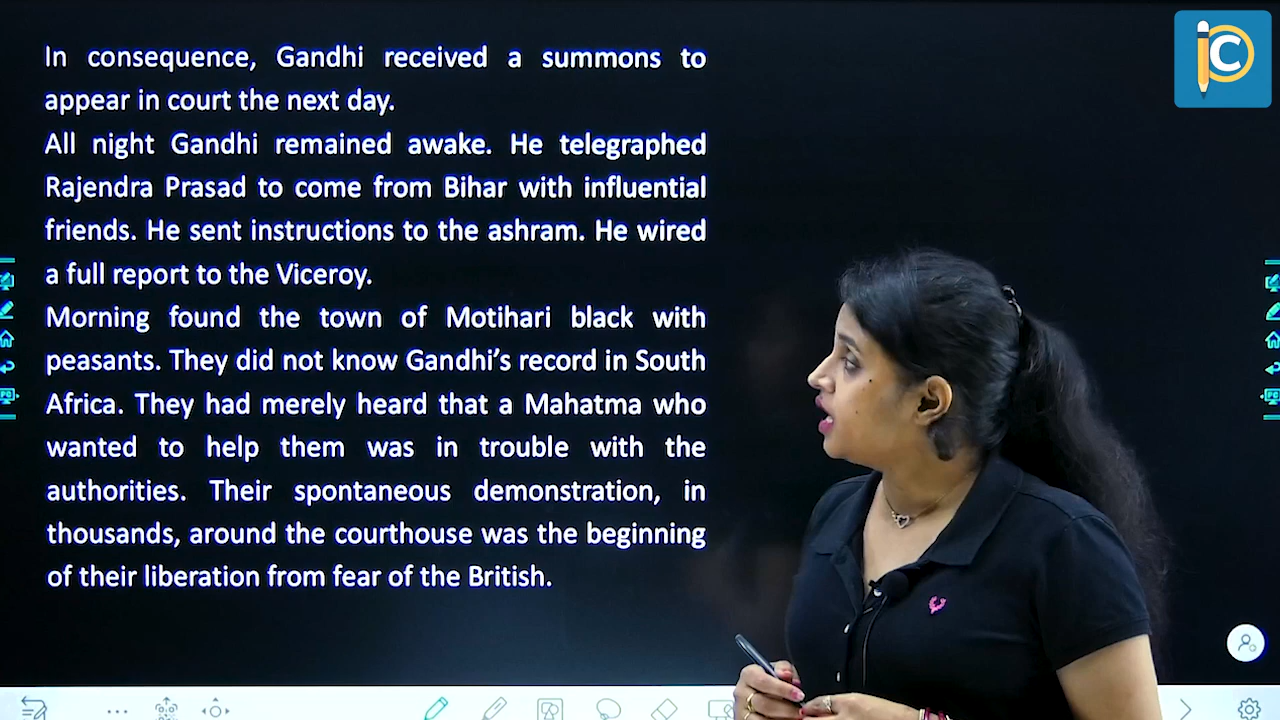 In consequence, Gandhi received a summons to
appear in court the next day.
All night Gandhi remained awake. He telegraphed
Rajendra Prasad to come from Bihar with influential
friends. He sent instructions to the ashram. He wired
a full report to the Viceroy.
Morning found the town of Motihari black with
peasants. They did not know Gandhi’s record in South
Africa. They had merely heard that a Mahatma who
wanted to help them was in trouble with the
authorities. Their spontaneous demonstration, in
thousands, around the courthouse was the beginning
of their liberation from fear of the British.